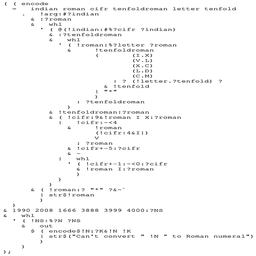 ( ( encode
  =   indian roman cifr tenfoldroman letter tenfold
    .   !arg:#?indian
      & :?roman
      &   whl
        ' ( @(!indian:#%?cifr ?indian)
          & :?tenfoldroman
          &   whl
            ' ( !roman:%?letter ?roman
              &     !tenfoldroman
                    (     (I.X)
                          (V.L)
                          (X.C)
                          (L.D)
                          (C.M)
                      : ? (!letter.?tenfold) ?
                    & !tenfold
                    | "*"
                    )
                : ?tenfoldroman
              )
          & !tenfoldroman:?roman
          & ( !cifr:9&!roman I X:?roman
            |   !cifr:~<4
              &     !roman
                    (!cifr:4&I|)
                    V
                : ?roman
              & !cifr+-5:?cifr
              & ~
            |   whl
              ' ( !cifr+-1:~<0:?cifr
                & !roman I:?roman
                )
            )
          )
      & ( !roman:? "*" ?&~`
        | str$!roman
        )
  )
& 1990 2008 1666 3888 3999 4000:?NS
&   whl
  ' ( !NS:%?N ?NS
    &   out
      $ ( encode$!N:?K&!N !K
        | str$("Can't convert " !N " to Roman numeral")
        )
    )
);